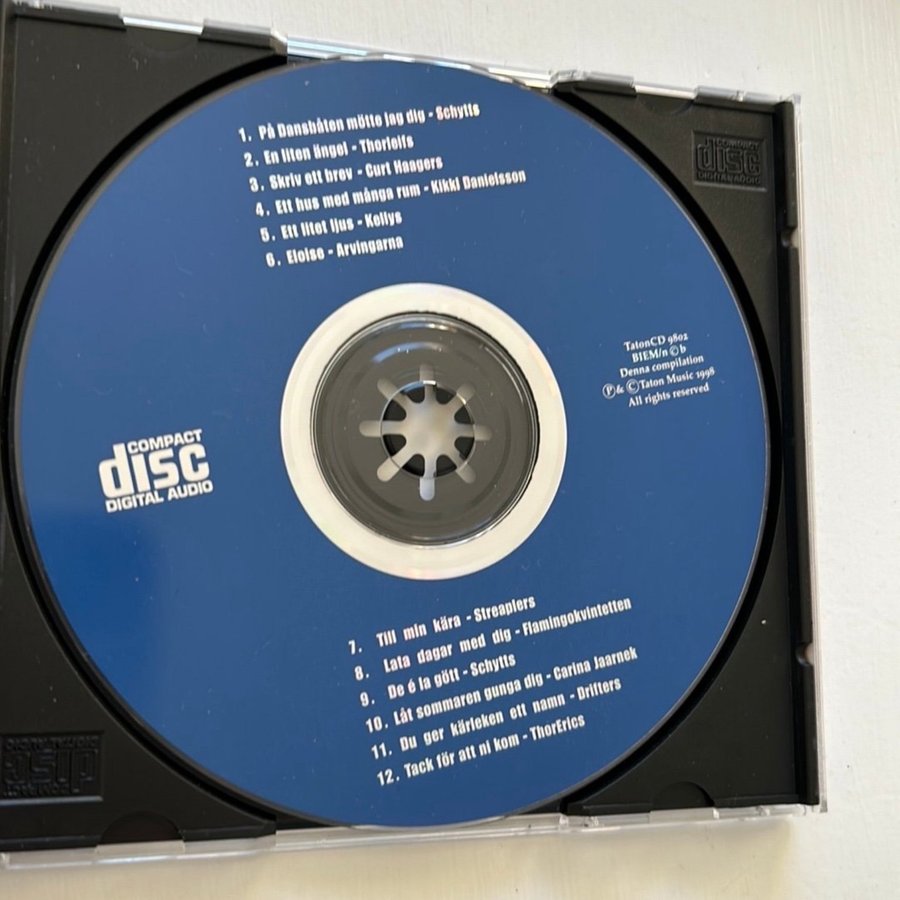 1. På Dansbåten mötte jag dig - Schytts
2. En liten ängel - Thorleifs
3. Skriv ett brev - Curt Haagers
4. Ett hus med många rum - Kikki Danielsson
5. Ett litet ljus - Kellys
6. Eloise - Arvingarna
COMPACT
disc
DIGITAL AUDIO
TatonCD 9802
BIEM/n©b
Denna compilation
℗& ©Taton Music 1998
All rights reserved
COMPACT
disc
DIGITAL AUDIO
7. Till min kära - Streaplers
8. Lata dagar med dig - Flamingokvintetten
9. De é la gött - Schytts
10. Låt sommaren gunga dig - Carina Jaarnek
11. Du ger kärleken ett namn - Drifters
12. Tack för att ni kom - ThorErics
COMPACT
disc
DIGITAL AUDIO